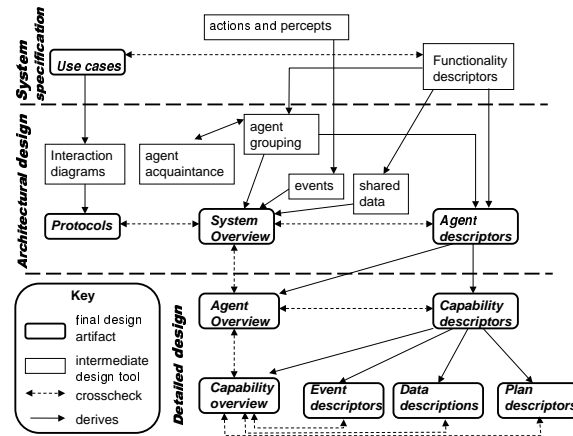 actions and percepts
System
specification
Use cases
Functionality
descriptors
Architectural design
agent
grouping
Interaction
diagrams
agent
acquaintance
events
shared
data
Protocols
System
Overview
Agent
descriptors
Key
final design
artifact
intermediate
design tool
crosscheck
derives
Detailed design
Agent
Overview
Capability
descriptors
Capability
overview
Event
descriptors
Data
descriptions
Plan
descriptors